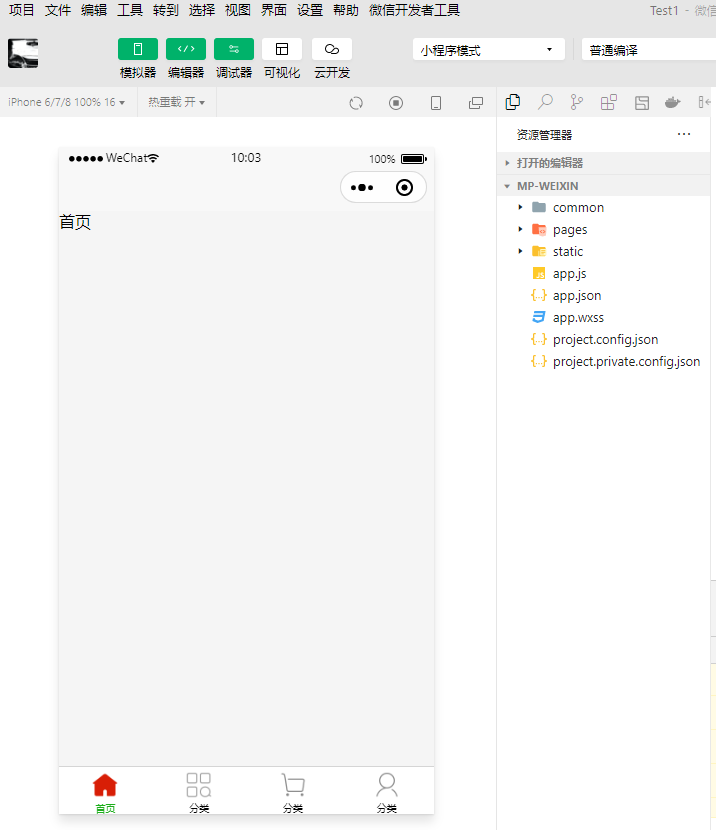 项目 文件 编辑 工具 转到 选择 视图 界面 设置 帮助 微信开发者工具 Test1 - 微信
模拟器 编辑器 调试器 可视化 云开发 小程序模式 普通编译
iPhone 6/7/8 100% 16 热重载 开
资源管理器
打开的编辑器
MP-WEIXIN
common
pages
static
app.js
app.json
app.wxss
project.config.json
project.private.config.json
WeChat 10:03 100%
首页
首页 分类 分类 分类